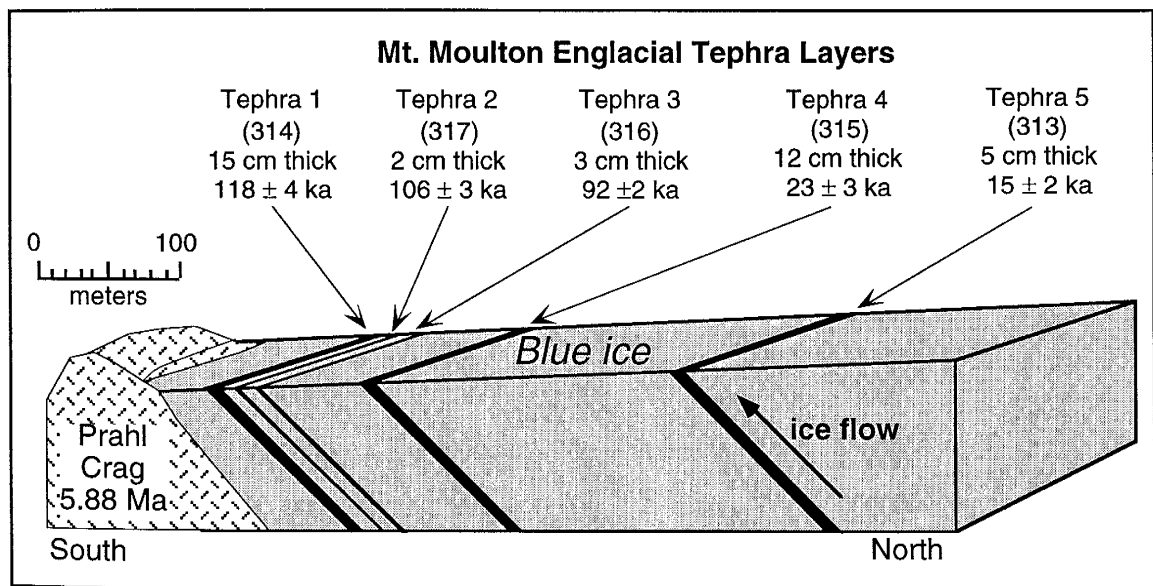 Mt. Moulton Englacial Tephra Layers
Tephra 1
(314)
15 cm thick
118 ± 4 ka
Tephra 2
(317)
2 cm thick
106 ± 3 ka
Tephra 3
(316)
3 cm thick
92 ±2 ka
Tephra 4
(315)
12 cm thick
23 ± 3 ka
Tephra 5
(313)
5 cm thick
15 ± 2 ka
0 100
meters
Blue ice
ice flow
Prahl
Crag
5.88 Ma
South
North